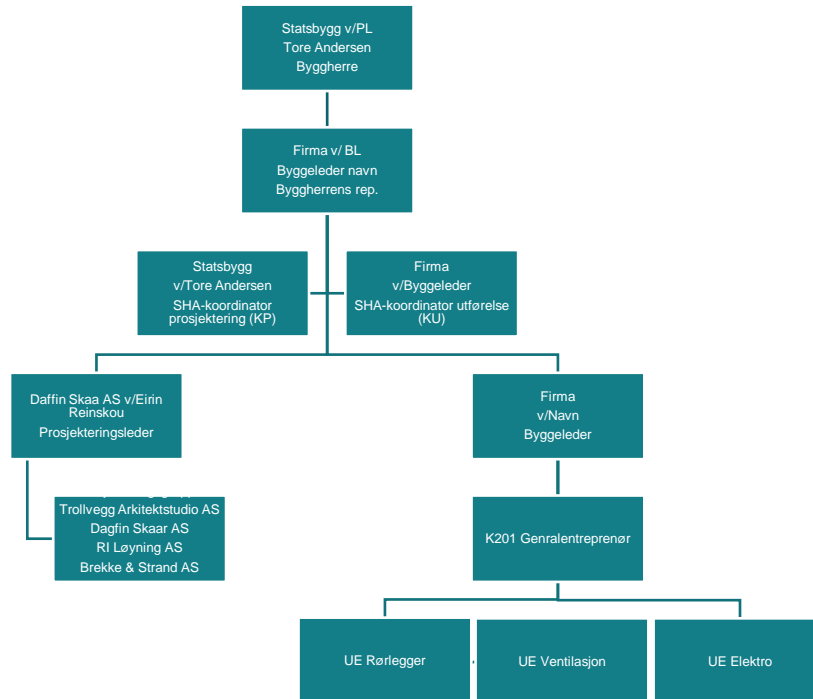 Statsbygg v/PL
Tore Andersen
Byggherre
Firma v/ BL
Byggeleder navn
Byggherrens rep.
Statsbygg
v/Tore Andersen
SHA-koordinator
prosjektering (KP)
Firma
v/Byggeleder
SHA-koordinator utførelse
(KU)
Daffin Skaa AS v/Eirin
Reinskou
Prosjekteringsleder
Firma
v/Navn
Byggeleder
Trollvegg Arkitektstudio AS
Dagfin Skaar AS
RI Løyning AS
Brekke & Strand AS
K201 Genralentreprenør
UE Rørlegger
UE Ventilasjon
UE Elektro